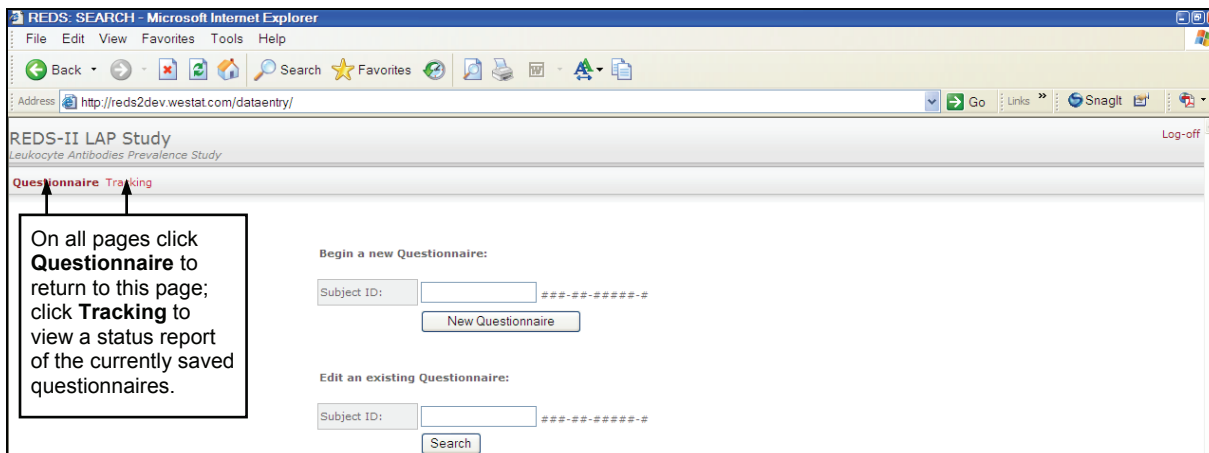 REDS: SEARCH - Microsoft Internet Explorer
File Edit View Favorites Tools Help
Back Search Favorites
Address http://reds2dev.westat.com/dataentry/ Go Links » SnagIt
REDS-II LAP Study Log-off
Leukocyte Antibodies Prevalence Study
Questionnaire Tracking
On all pages click
Questionnaire to
return to this page;
click Tracking to
view a status report
of the currently saved
questionnaires.
Begin a new Questionnaire:
Subject ID: ###-##-#####-#
New Questionnaire
Edit an existing Questionnaire:
Subject ID: ###-##-#####-#
Search